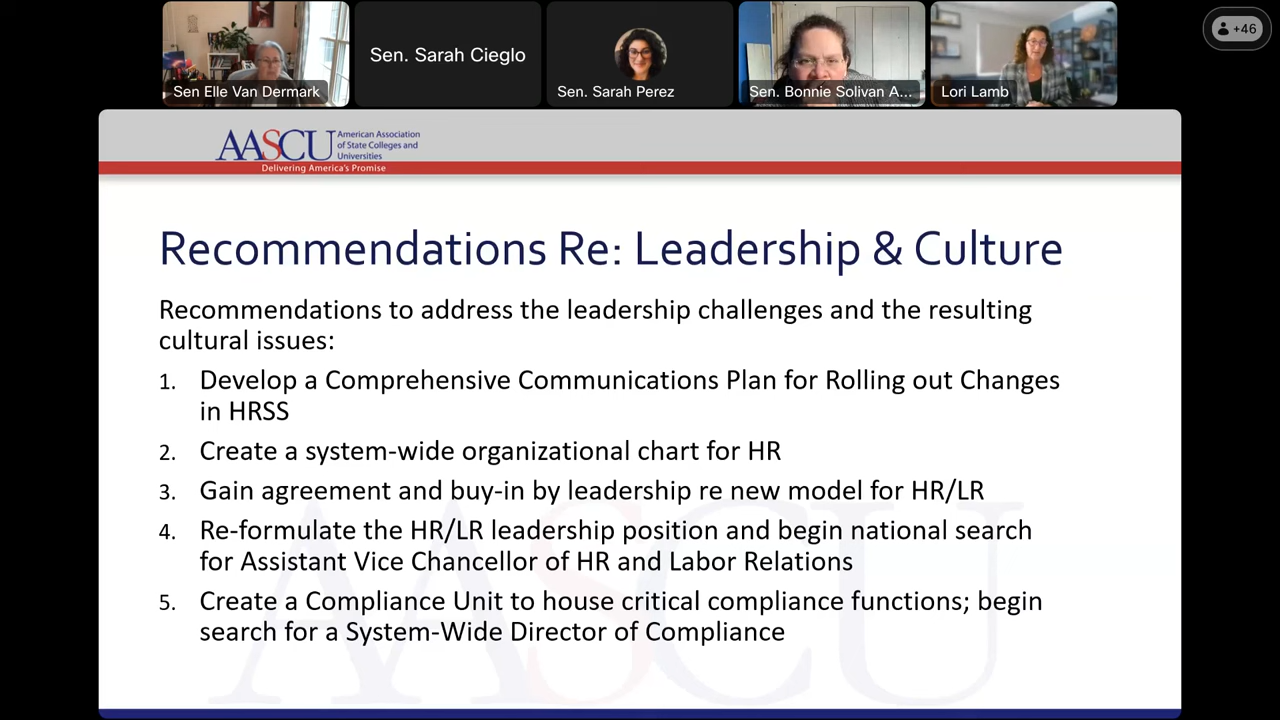 Sen Elle Van Dermark
Sen. Sarah Cieglo
Sen. Sarah Perez
Sen. Bonnie Solivan A...
Lori Lamb
+46
AASCU
American Association
of State Colleges and
Universities
Delivering America's Promise
Recommendations Re: Leadership & Culture
Recommendations to address the leadership challenges and the resulting
cultural issues:
1. Develop a Comprehensive Communications Plan for Rolling out Changes
in HRSS
2. Create a system-wide organizational chart for HR
3. Gain agreement and buy-in by leadership re new model for HR/LR
4. Re-formulate the HR/LR leadership position and begin national search
for Assistant Vice Chancellor of HR and Labor Relations
5. Create a Compliance Unit to house critical compliance functions; begin
search for a System-Wide Director of Compliance
AASCU